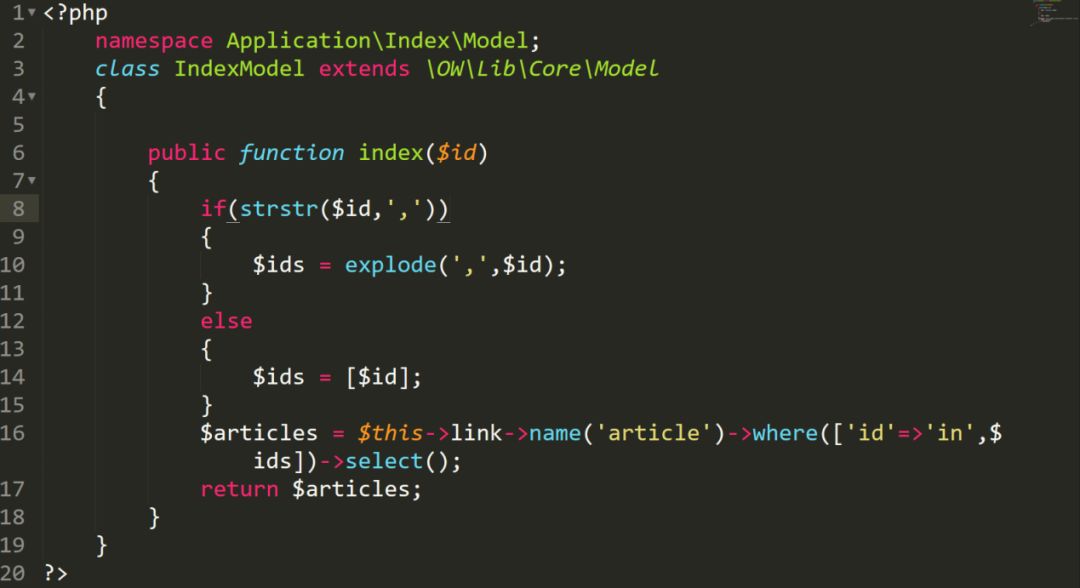 1 <?php
2 namespace Application\Index\Model;
3 class IndexModel extends \OW\Lib\Core\Model
4 {
5
6 public function index($id)
7 {
8 if(strstr($id,','))
9 {
10 $ids = explode(',',$id);
11 }
12 else
13 {
14 $ids = [$id];
15 }
16 $articles = $this->link->name('article')->where(['id'=>'in',$
ids])->select();
17 return $articles;
18 }
19 }
20 ?>